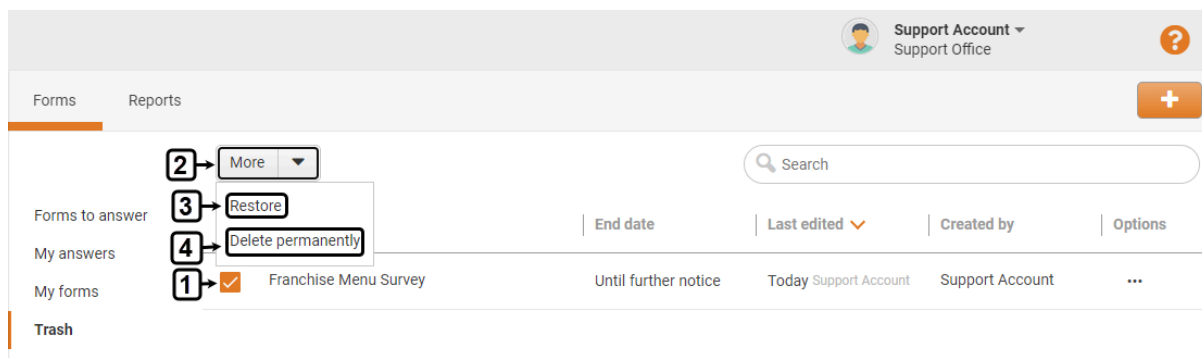 Support Account
Support Office
?
Forms Reports
+
2 More
Search
3 Restore
Forms to answer
End date Last edited Created by Options
4 Delete permanently
My answers
1 Franchise Menu Survey Until further notice Today Support Account Support Account ...
My forms
Trash